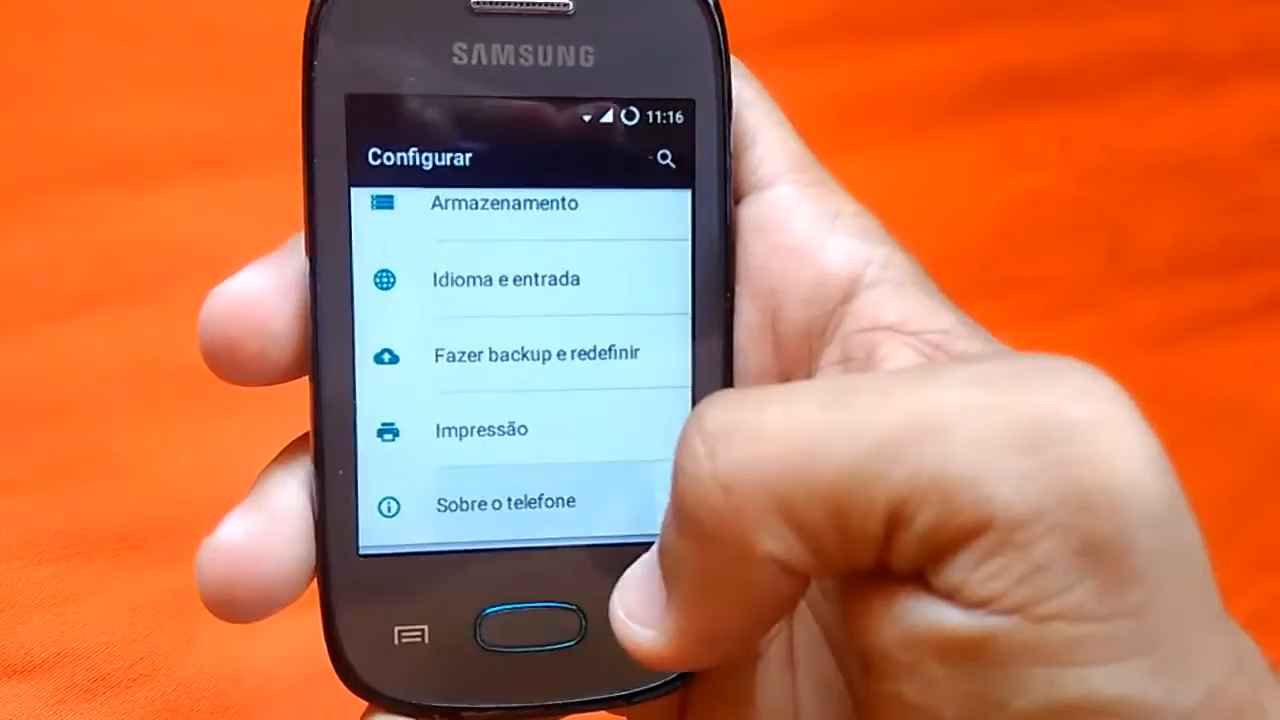 SAMSUNG
11:16
Configurar
Armazenamento
Idioma e entrada
Fazer backup e redefinir
Impressão
Sobre o telefone